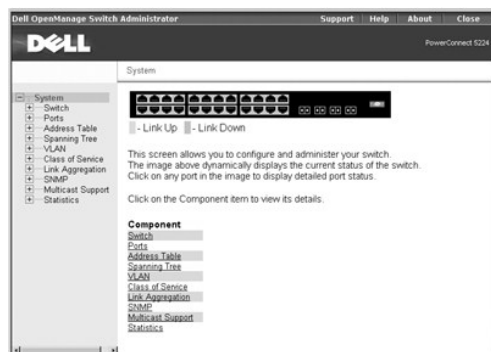 Dell OpenManage Switch Administrator
Support Help About Close
DELL
PowerConnect 5224
System
System
Switch
Ports
Address Table
Spanning Tree
VLAN
Class of Service
Link Aggregation
SNMP
Multicast Support
Statistics
- Link Up - Link Down
This screen allows you to configure and administer your switch.
The image above dynamically displays the current status of the switch.
Click on any port in the image to display detailed port status.
Click on the Component item to view its details.
Component
Switch
Ports
Address Table
Spanning Tree
VLAN
Class of Service
Link Aggregation
SNMP
Multicast Support
Statistics